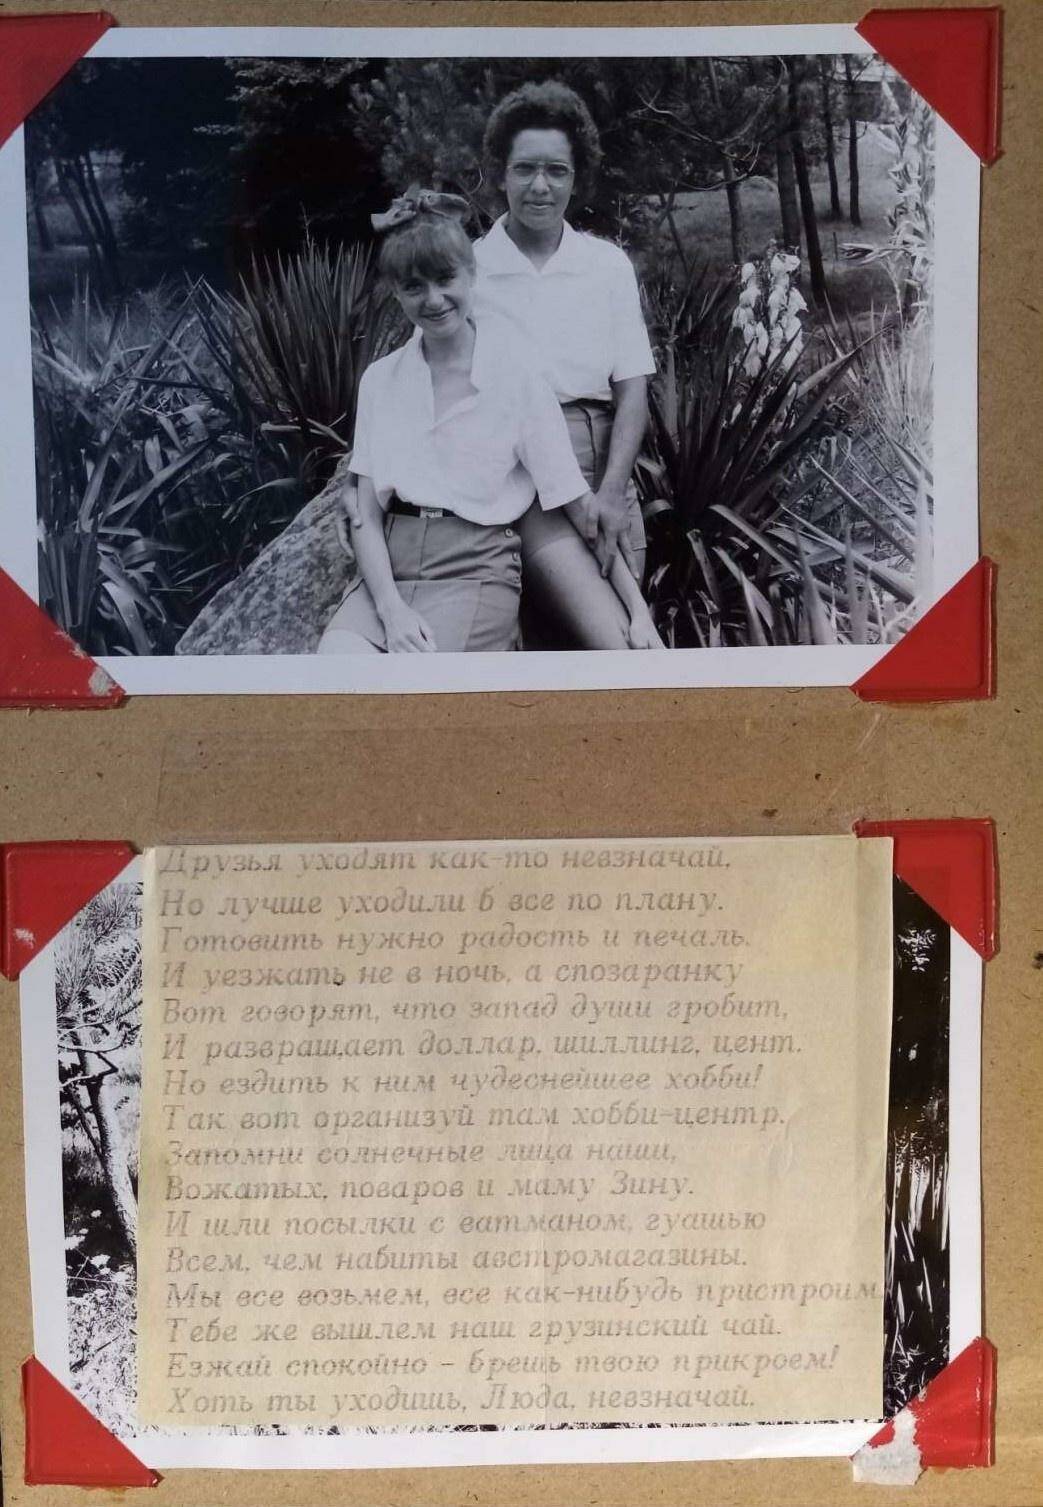 Друзья уходят как-то невзначай.
Но лучше уходили б все по плану.
Готовить нужно радость и печаль.
И уезжать не в ночь, а спозаранку
Вот говорят, что запад души гробит,
И развращает доллар, шиллинг, цент.
Но ездить к ним чудеснейшее хобби!
Так вот организуй там хобби-центр.
Запомни солнечные лица наши,
Вожатых, поваров и маму Зину.
И шли посылки с ватманом, гуашью
Всем, чем набиты австромагазины.
Мы все возьмем, все как-нибудь пристроим
Тебе же вышлем наш грузинский чай.
Езжай спокойно - брешь твою прикроем!
Хоть ты уходишь, Люда, невзначай.